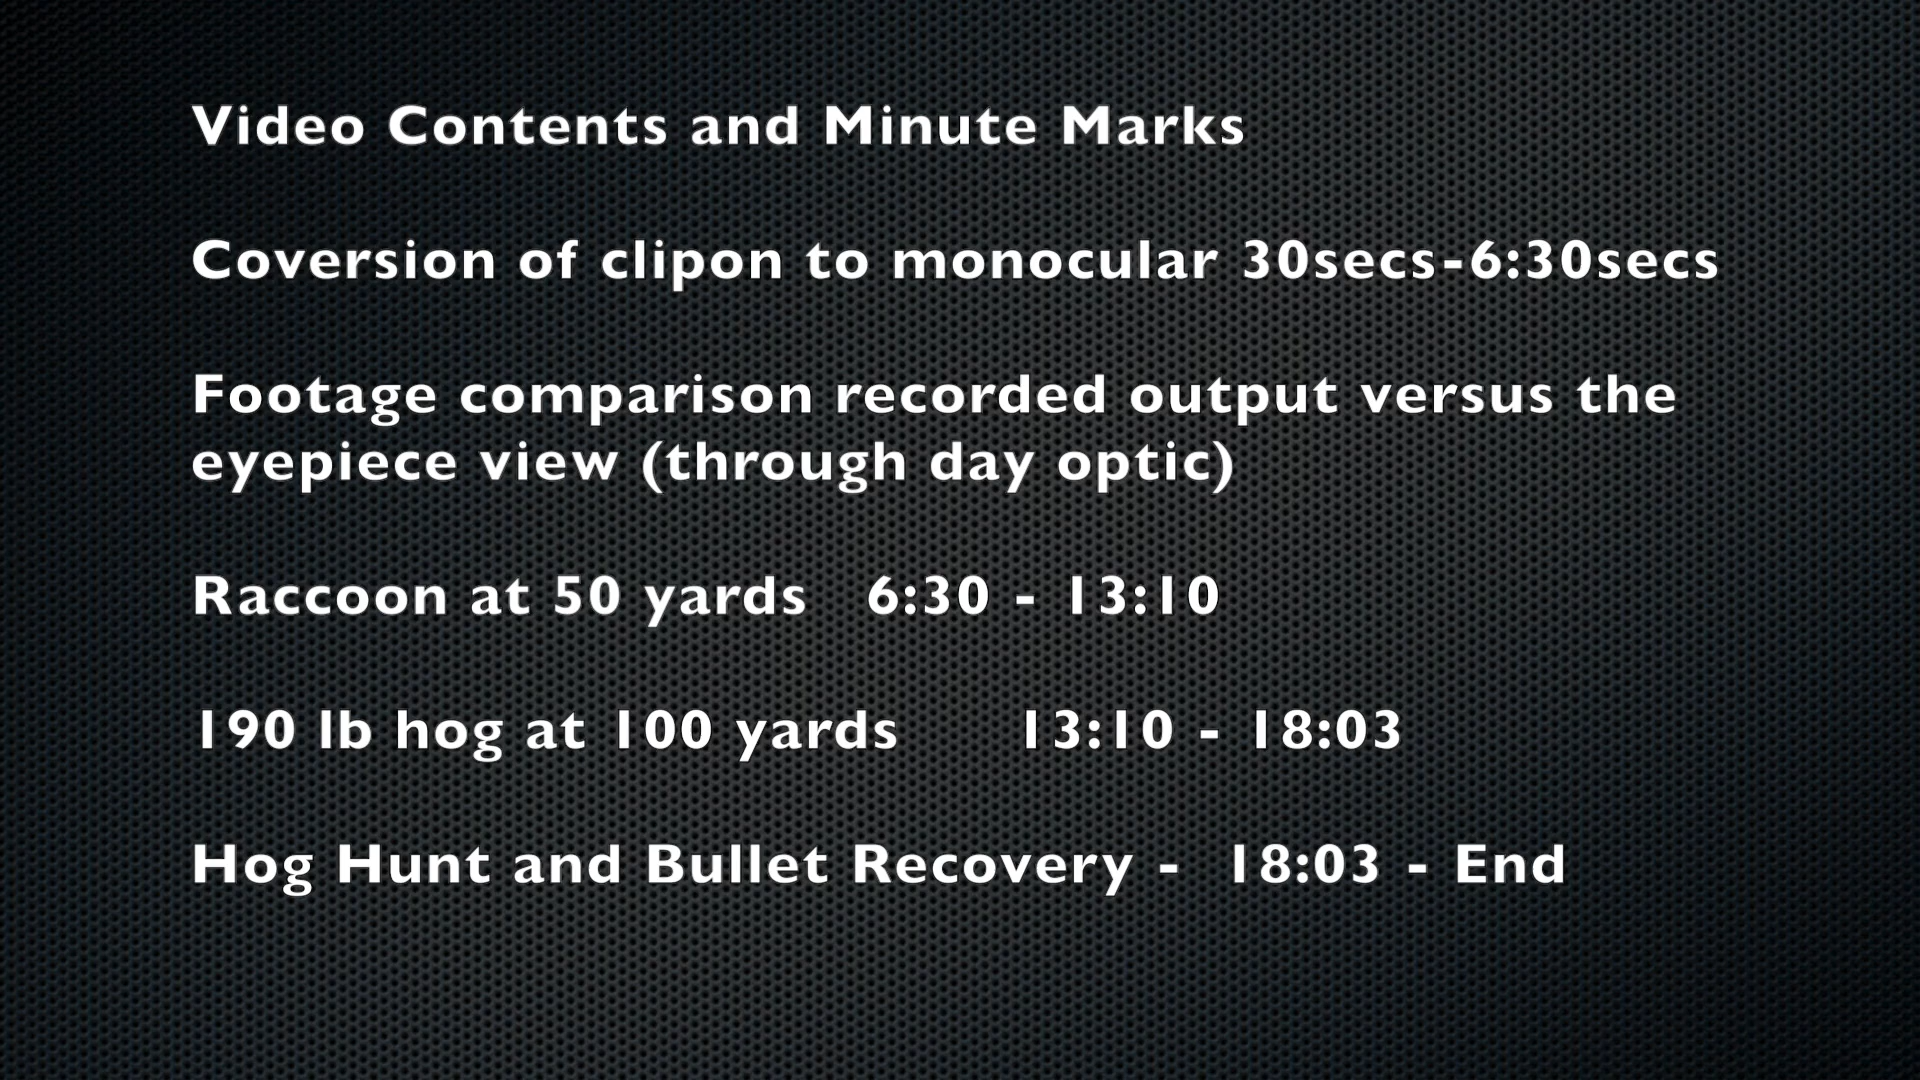 Video Contents and Minute Marks
Coversion of clipon to monocular 30secs-6:30secs
Footage comparison recorded output versus the
eyepiece view (through day optic)
Raccoon at 50 yards 6:30 - 13:10
190 lb hog at 100 yards 13:10 - 18:03
Hog Hunt and Bullet Recovery - 18:03 - End